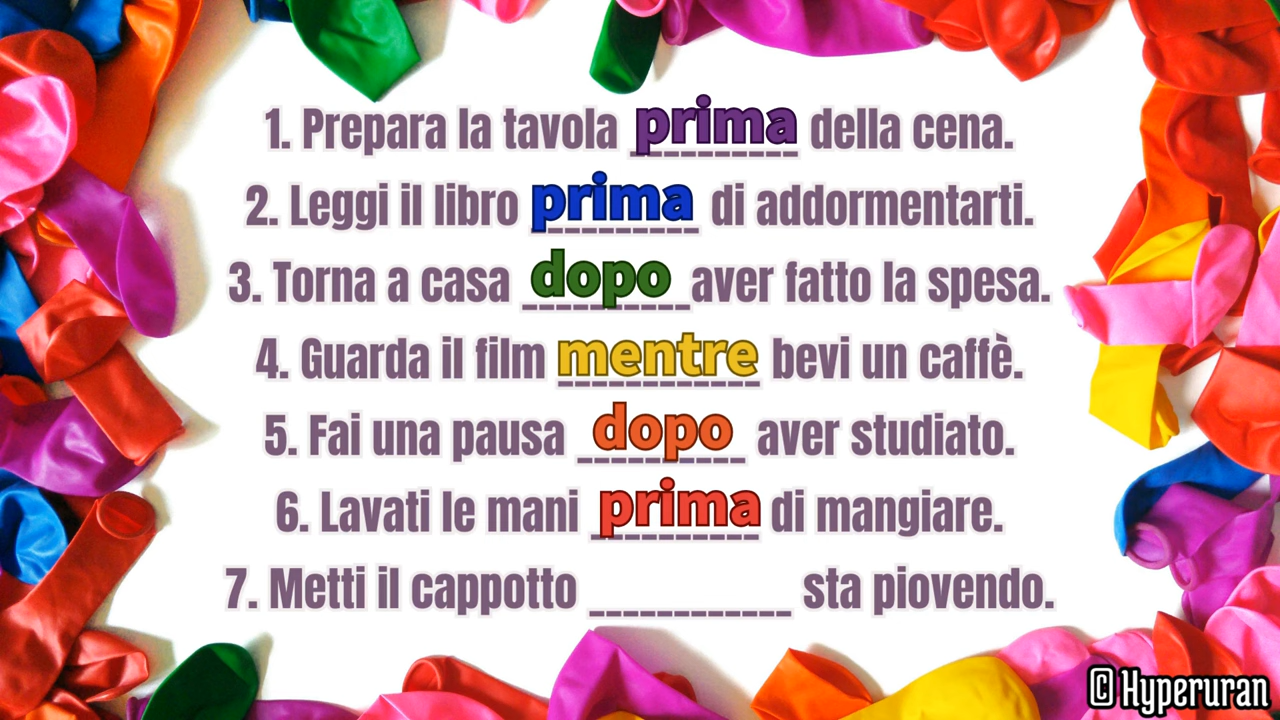 1. Prepara la tavola prima della cena.
2. Leggi il libro prima di addormentarti.
3. Torna a casa dopo aver fatto la spesa.
4. Guarda il film mentre bevi un caffè.
5. Fai una pausa dopo aver studiato.
6. Lavati le mani prima di mangiare.
7. Metti il cappotto ____________ sta piovendo.
© Hyperuran